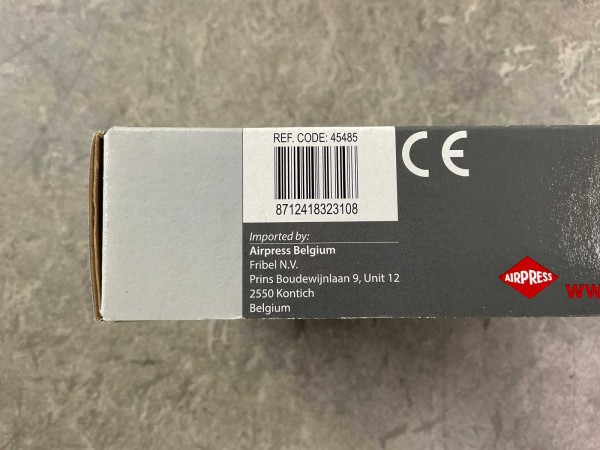 REF. CODE: 45485
8712418323108
CE
Imported by:
Airpress Belgium
Fribel N.V.
Prins Boudewijnlaan 9, Unit 12
2550 Kontich
Belgium
AIRPRESS
ww